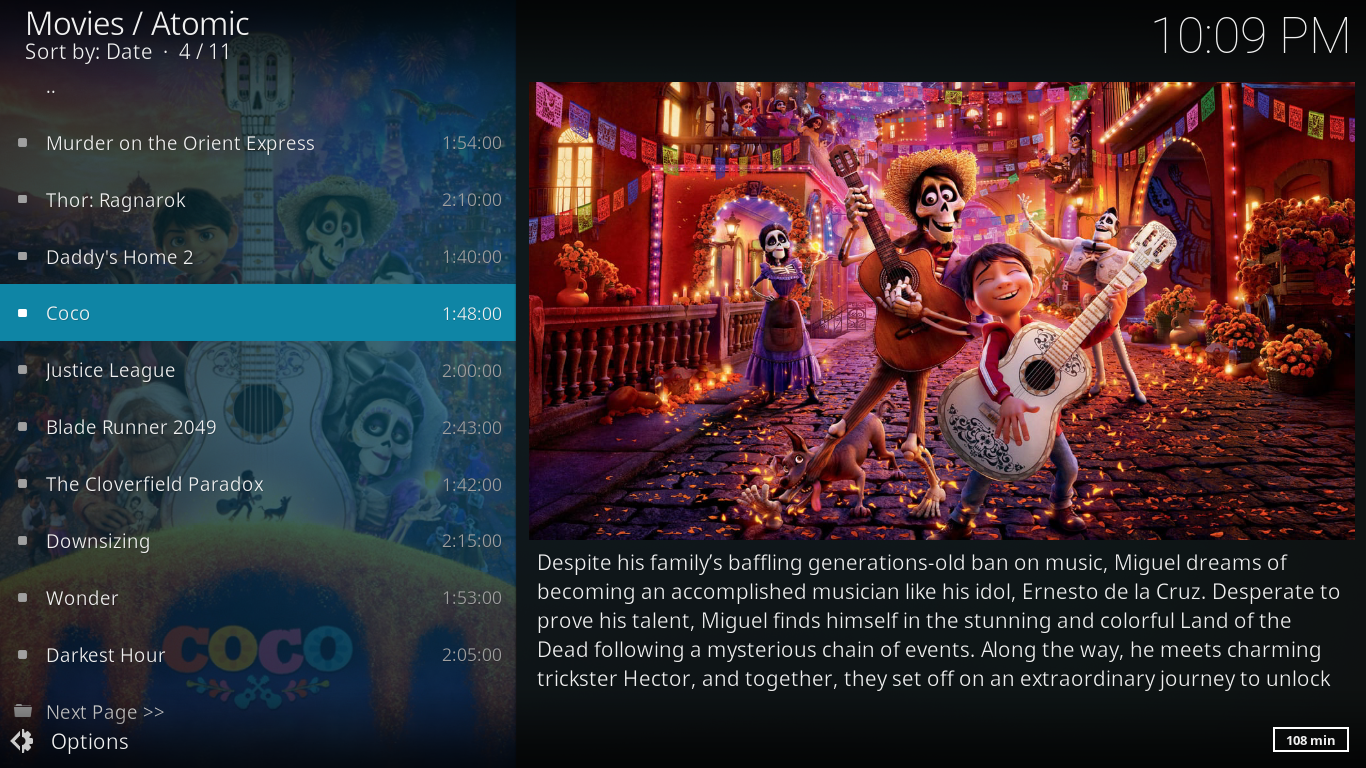 Movies / Atomic
Sort by: Date · 4 / 11
10:09 PM
..
Murder on the Orient Express 1:54:00
Thor: Ragnarok 2:10:00
Daddy's Home 2 1:40:00
Coco 1:48:00
Justice League 2:00:00
Blade Runner 2049 2:43:00
The Cloverfield Paradox 1:42:00
Downsizing 2:15:00
Wonder 1:53:00
Darkest Hour 2:05:00
COCO
Next Page >>
Options
Despite his family’s baffling generations-old ban on music, Miguel dreams of
becoming an accomplished musician like his idol, Ernesto de la Cruz. Desperate to
prove his talent, Miguel finds himself in the stunning and colorful Land of the
Dead following a mysterious chain of events. Along the way, he meets charming
trickster Hector, and together, they set off on an extraordinary journey to unlock
108 min